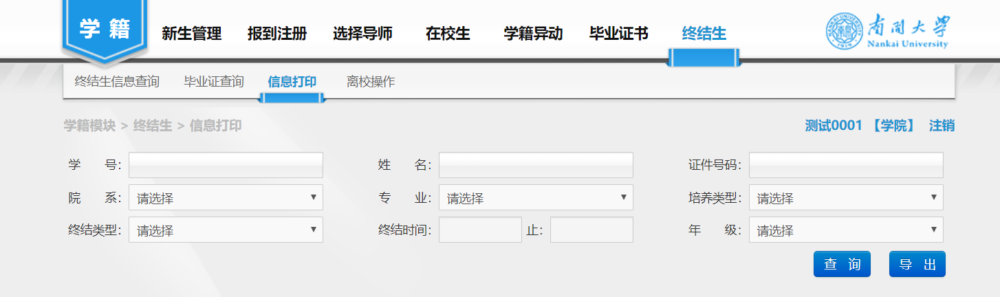 学 籍
新生管理 报到注册 选择导师 在校生 学籍异动 毕业证书 终结生
南开大学
Nankai University
NANKAI UNIVERSITY
1919
终结生信息查询 毕业证查询 信息打印 离校操作
学籍模块 > 终结生 > 信息打印
测试0001 【学院】 注销
学 号: 姓 名: 证件号码:
院 系: 请选择 专 业: 请选择 培养类型: 请选择
终结类型: 请选择 终结时间: 止: 年 级: 请选择
查 询 导 出